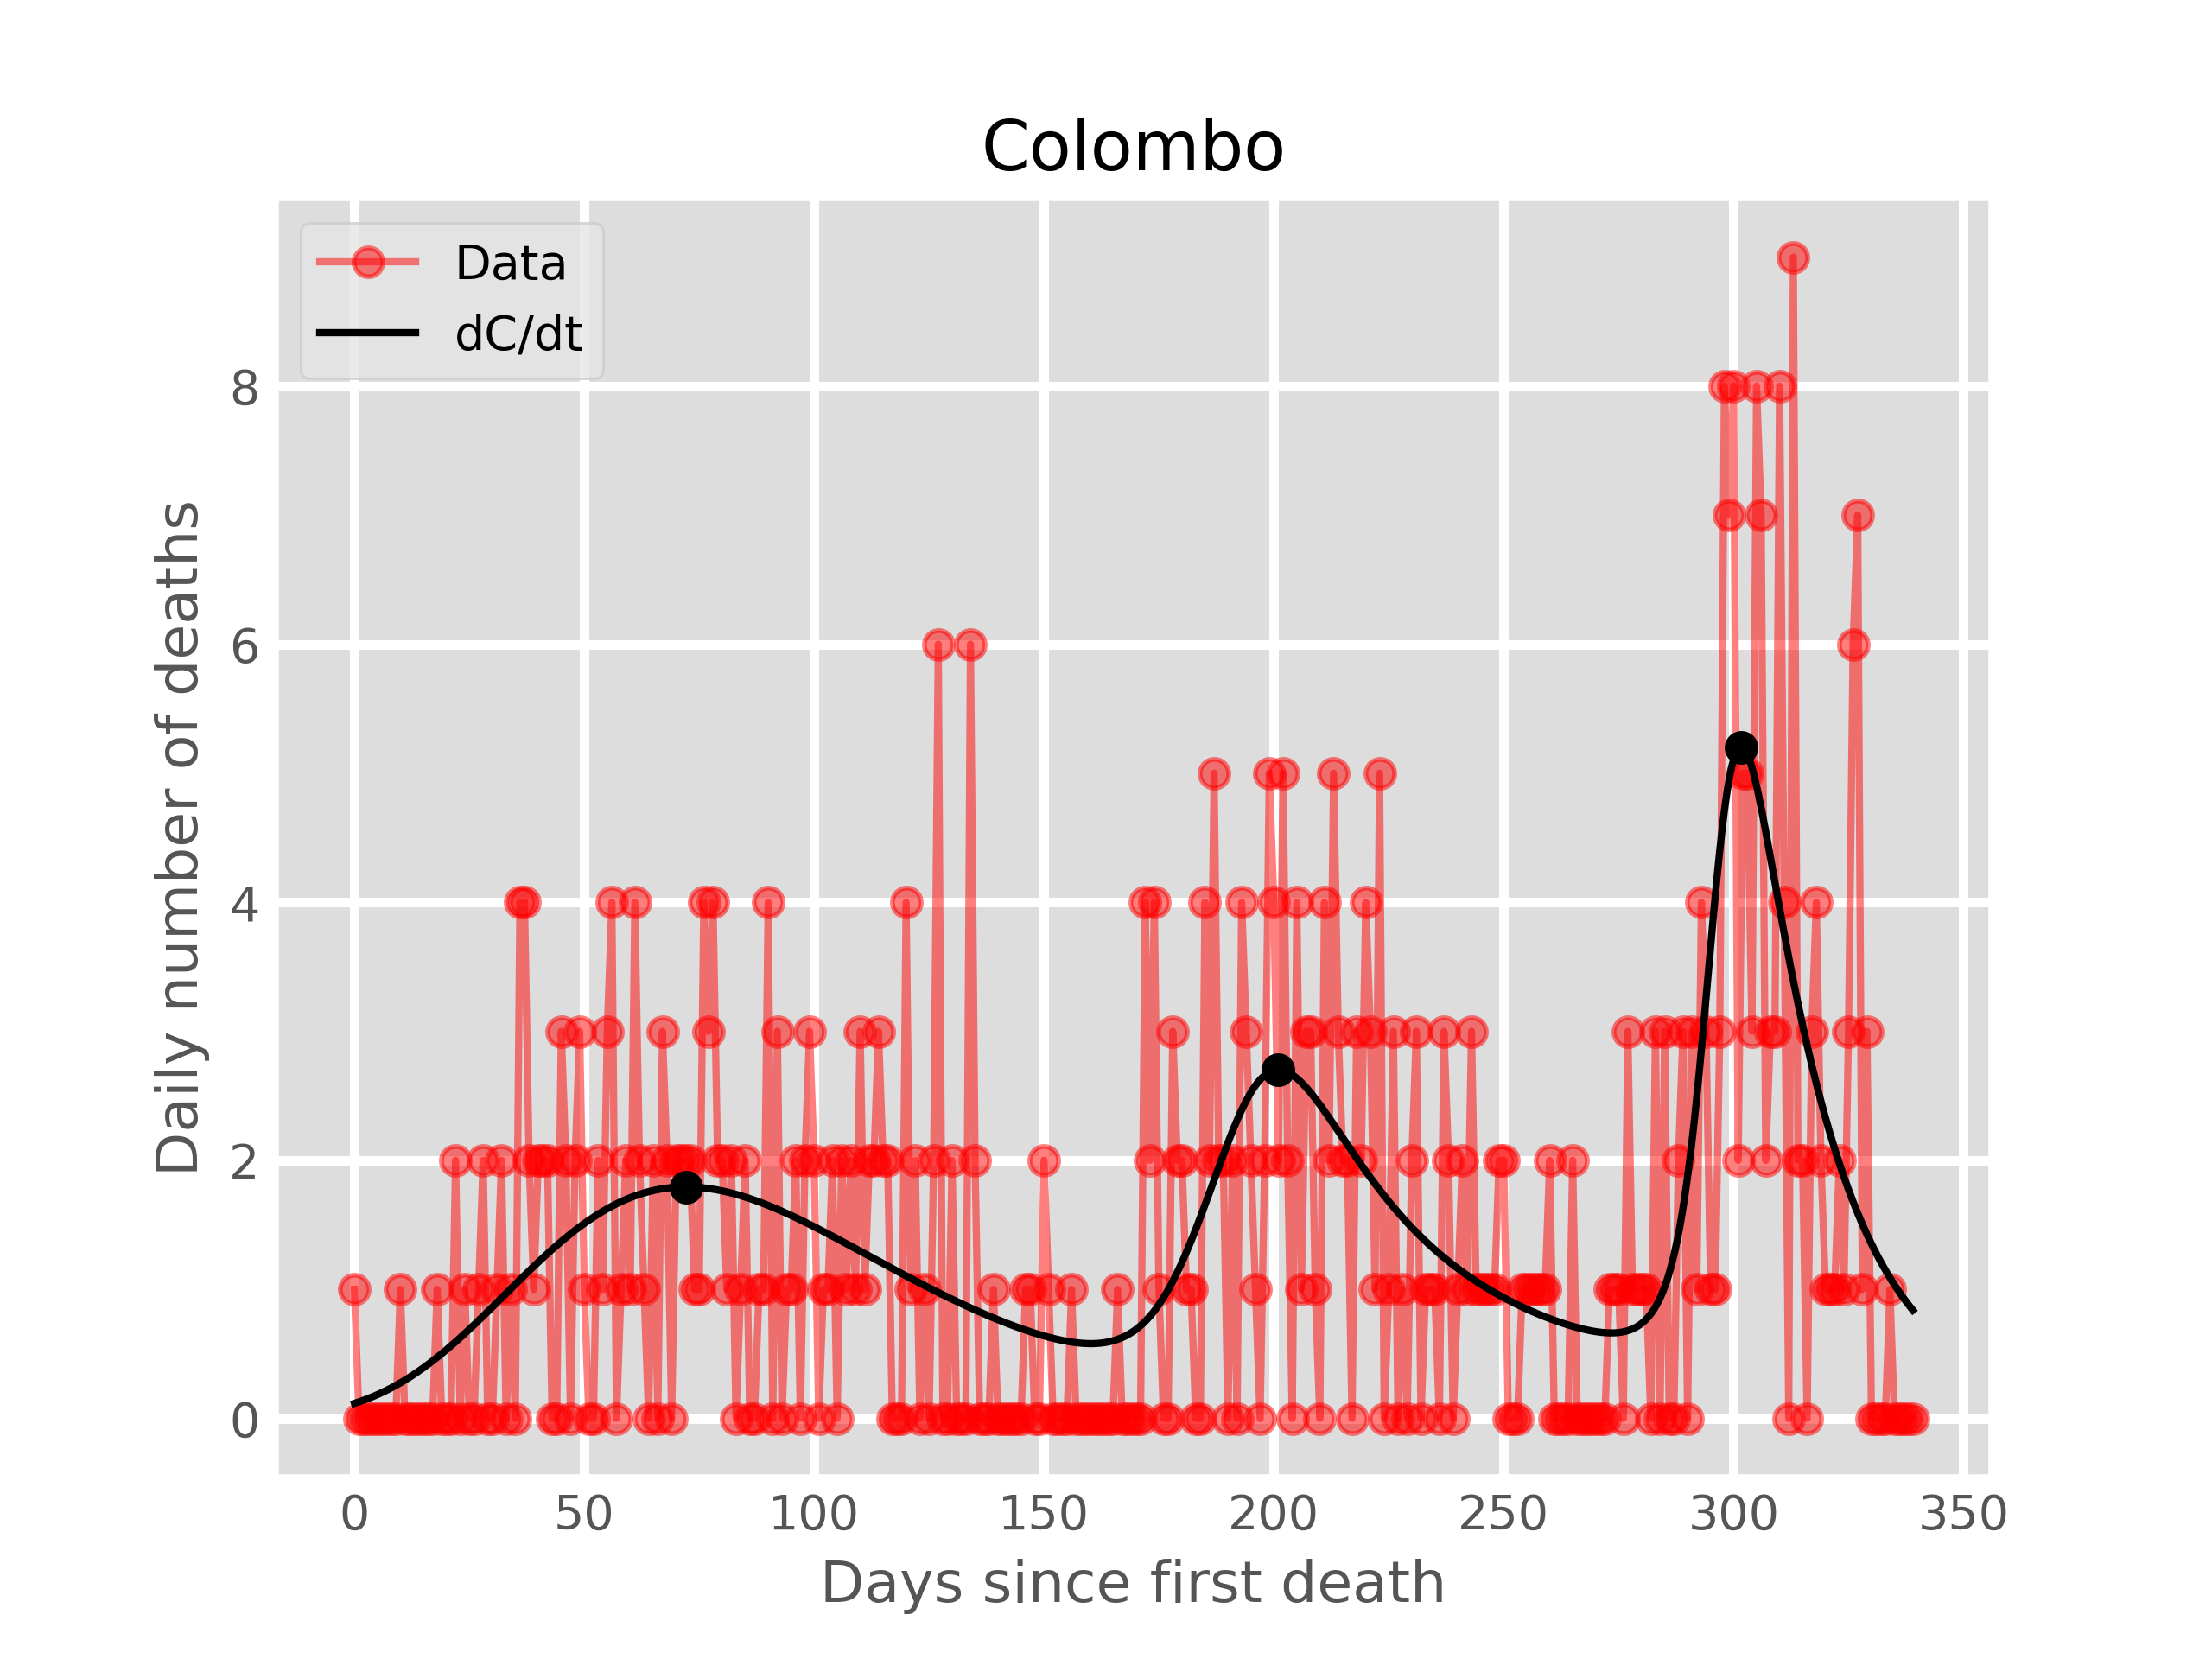 Colombo
Data
dC/dt
Daily number of deaths
8
6
4
2
0
0 50 100 150 200 250 300 350
Days since first death